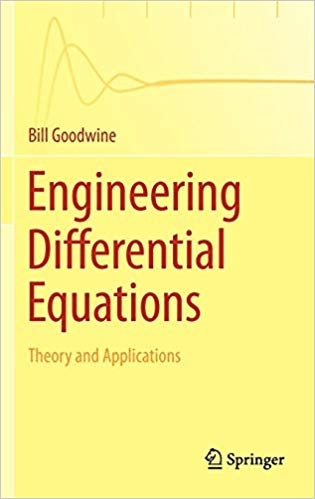 Bill Goodwine
Engineering
Differential
Equations
Theory and Applications
Springer